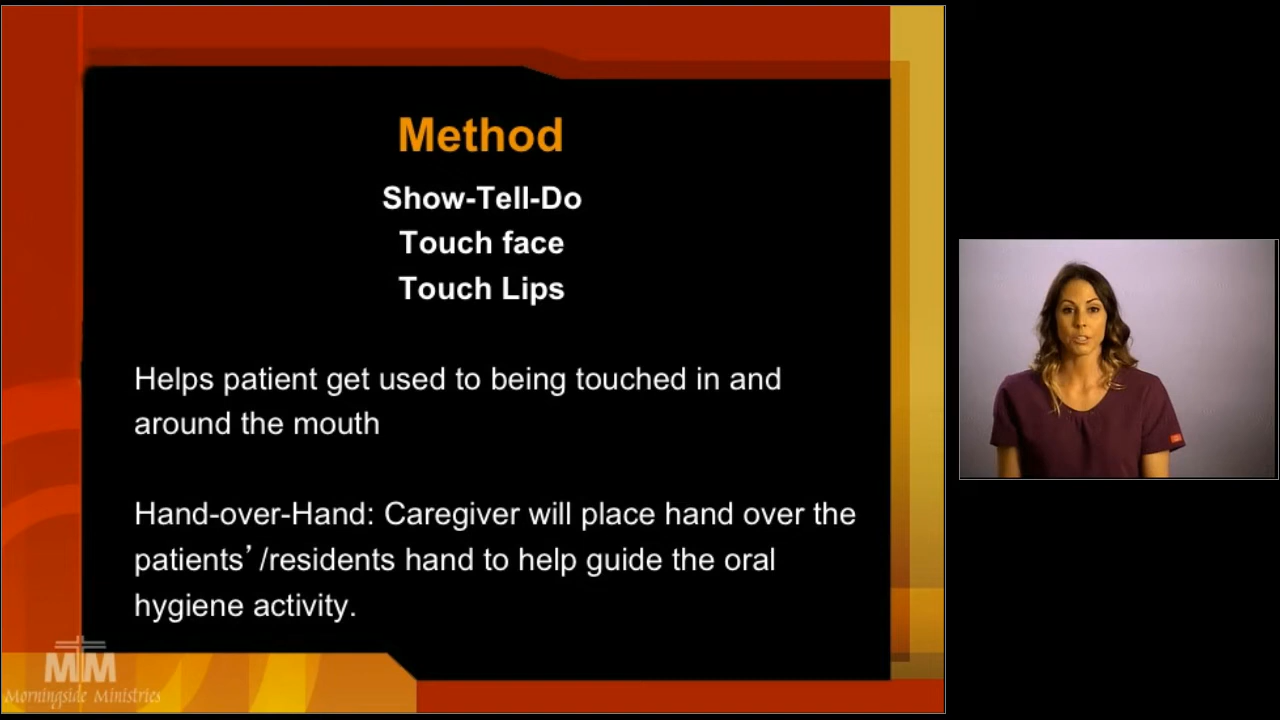 Method
Show-Tell-Do
Touch face
Touch Lips
Helps patient get used to being touched in and
around the mouth
Hand-over-Hand: Caregiver will place hand over the
patients’ /residents hand to help guide the oral
hygiene activity.
MM
Morningside Ministries